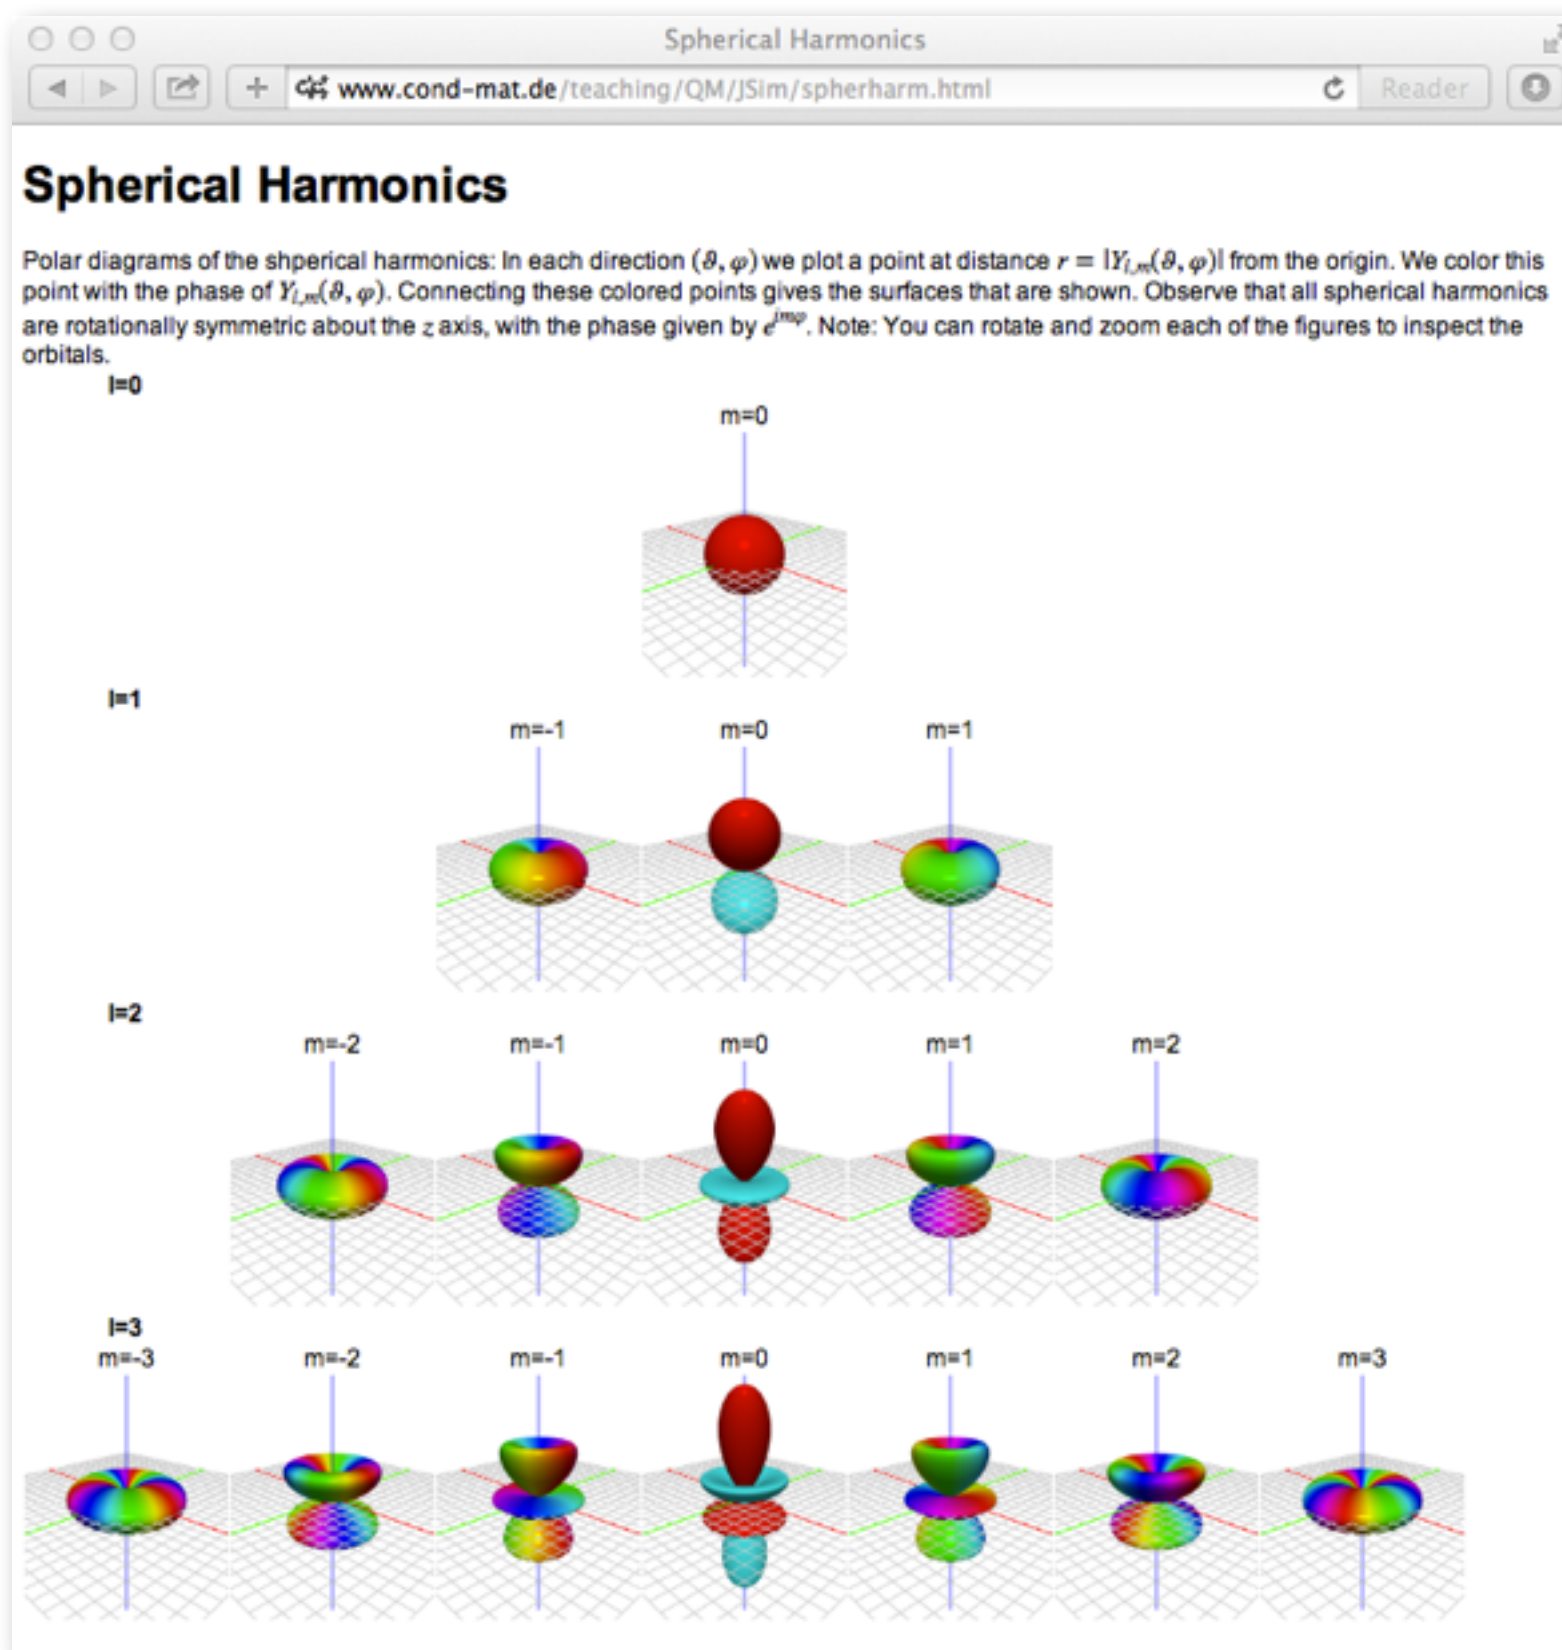 Spherical Harmonics
www.cond-mat.de/teaching/QM/JSim/spherharm.html
Reader
Spherical Harmonics
Polar diagrams of the shperical harmonics: In each direction (ϑ, φ) we plot a point at distance r = |Yl,m(ϑ, φ)| from the origin. We color this
point with the phase of Yl,m(ϑ, φ). Connecting these colored points gives the surfaces that are shown. Observe that all spherical harmonics
are rotationally symmetric about the z axis, with the phase given by e^imφ. Note: You can rotate and zoom each of the figures to inspect the
orbitals.
l=0
m=0
l=1
m=-1 m=0 m=1
l=2
m=-2 m=-1 m=0 m=1 m=2
l=3
m=-3 m=-2 m=-1 m=0 m=1 m=2 m=3